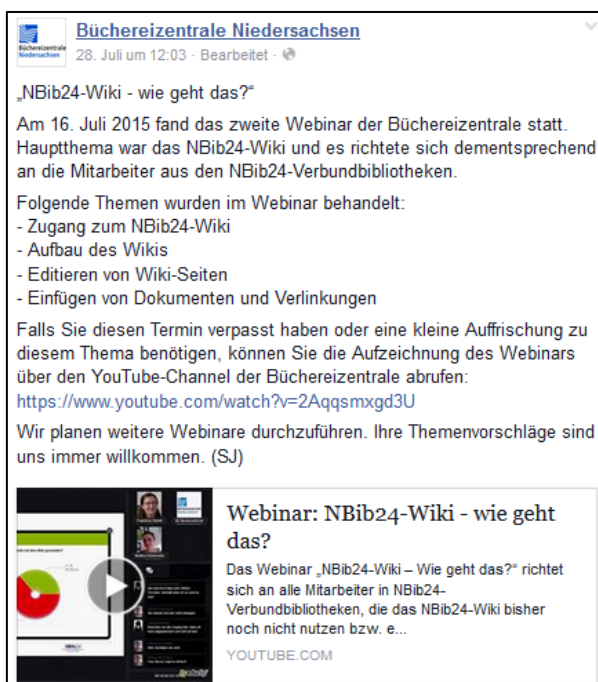 Büchereizentrale Niedersachsen
Büchereizentrale
Niedersachsen
28. Juli um 12:03 · Bearbeitet ·
„NBib24-Wiki - wie geht das?“
Am 16. Juli 2015 fand das zweite Webinar der Büchereizentrale statt.
Hauptthema war das NBib24-Wiki und es richtete sich dementsprechend
an die Mitarbeiter aus den NBib24-Verbundbibliotheken.
Folgende Themen wurden im Webinar behandelt:
- Zugang zum NBib24-Wiki
- Aufbau des Wikis
- Editieren von Wiki-Seiten
- Einfügen von Dokumenten und Verlinkungen
Falls Sie diesen Termin verpasst haben oder eine kleine Auffrischung zu
diesem Thema benötigen, können Sie die Aufzeichnung des Webinars
über den YouTube-Channel der Büchereizentrale abrufen:
https://www.youtube.com/watch?v=2Aqqsmxgd3U
Wir planen weitere Webinare durchzuführen. Ihre Themenvorschläge sind
uns immer willkommen. (SJ)
Webinar: NBib24-Wiki - wie geht
das?
Das Webinar „NBib24-Wiki – Wie geht das?“ richtet
sich an alle Mitarbeiter in NBib24-
Verbundbibliotheken, die das NBib24-Wiki bisher
noch nicht nutzen bzw. e...
YOUTUBE.COM